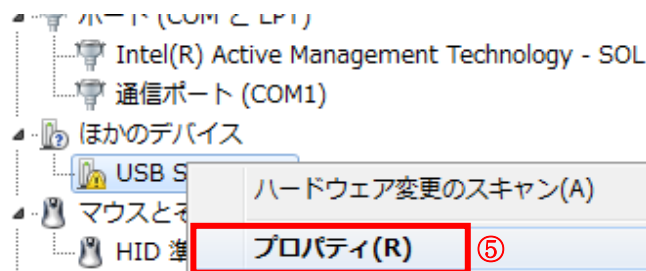 ポート (COM と LPT)
Intel(R) Active Management Technology - SOL
通信ポート (COM1)
ほかのデバイス
USB S
ハードウェア変更のスキャン(A)
マウスとそ
プロパティ(R) ⑤
HID 準